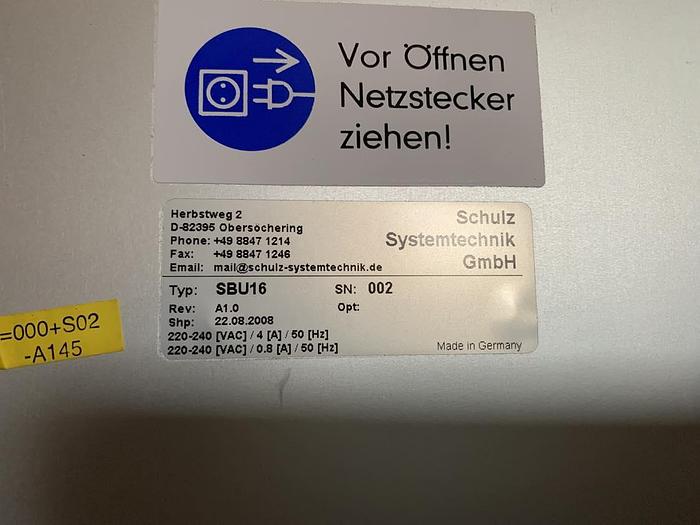 Vor Öffnen
Netzstecker
ziehen!
Herbstweg 2
D-82395 Obersöchering
Phone: +49 8847 1214
Fax: +49 8847 1246
Email: mail@schulz-systemtechnik.de
Schulz
Systemtechnik
GmbH
Typ: SBU16 SN: 002
Rev: A1.0 Opt:
Shp: 22.08.2008
220-240 [VAC] / 4 [A] / 50 [Hz]
220-240 [VAC] / 0.8 [A] / 50 [Hz]
Made in Germany
=000+S02
-A145